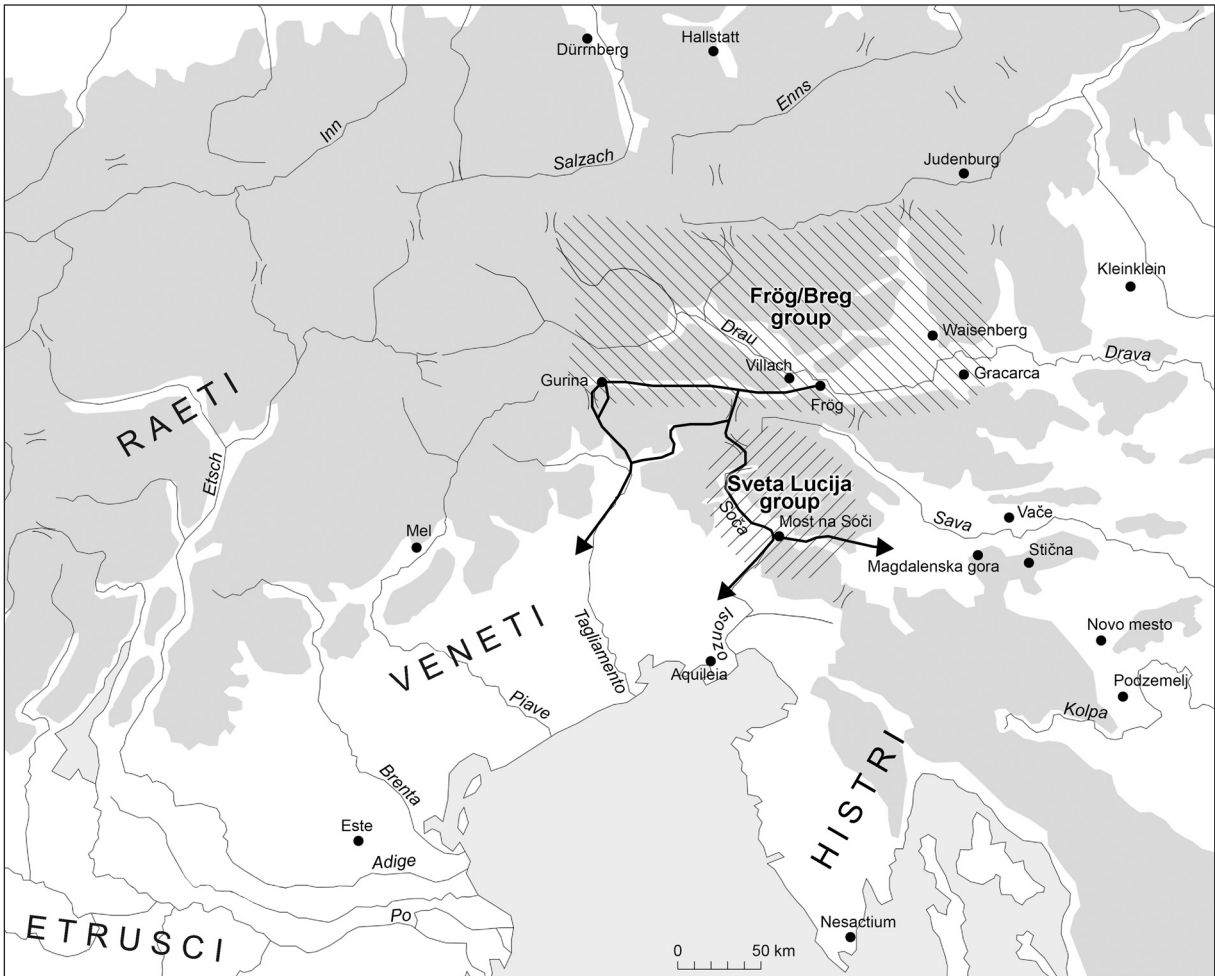 Dürrnberg
Hallstatt
Enns
Inn
Salzach
Judenburg
Kleinklein
Frög/Breg
group
Waisenberg
Drau
Drava
Villach
Gurina
Gracarca
Frög
RAETI
Etsch
Sveta Lucija
group
Soča
Most na Soči
Vače
Sava
Mel
Magdalenska gora
Stična
Isonzo
Tagliamento
Novo mesto
VENETI
Aquileia
Podzemelj
Kolpa
Piave
HISTRI
Brenta
Este
Adige
Po
ETRUSCI
Nesactium
0 50 km